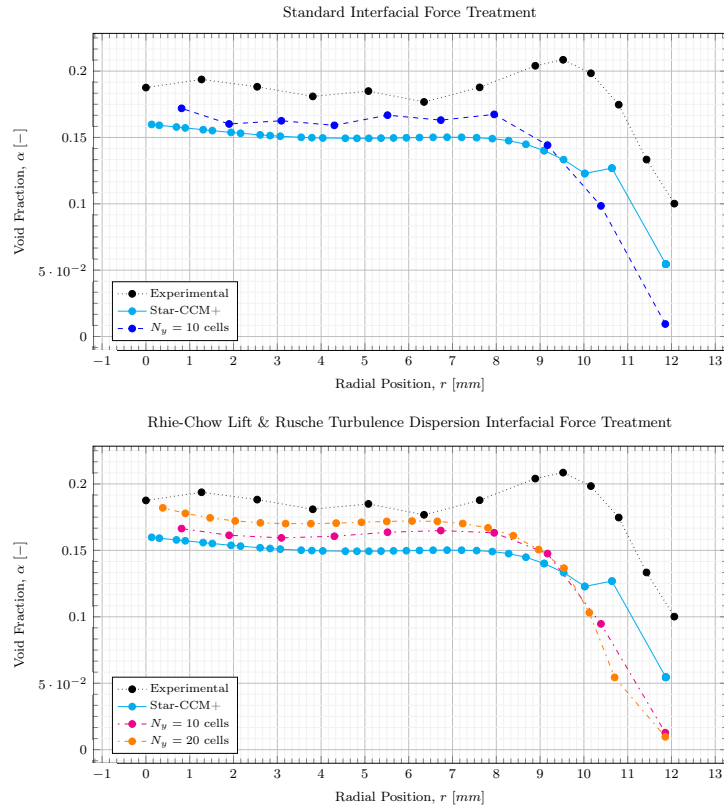 Standard Interfacial Force Treatment
Void Fraction, α [−]
0.2
0.15
0.1
5 · 10⁻²
0
Experimental
Star-CCM+
N_y = 10 cells
−1 0 1 2 3 4 5 6 7 8 9 10 11 12 13
Radial Position, r [mm]
Rhie-Chow Lift & Rusche Turbulence Dispersion Interfacial Force Treatment
Void Fraction, α [−]
0.2
0.15
0.1
5 · 10⁻²
0
Experimental
Star-CCM+
N_y = 10 cells
N_y = 20 cells
−1 0 1 2 3 4 5 6 7 8 9 10 11 12 13
Radial Position, r [mm]